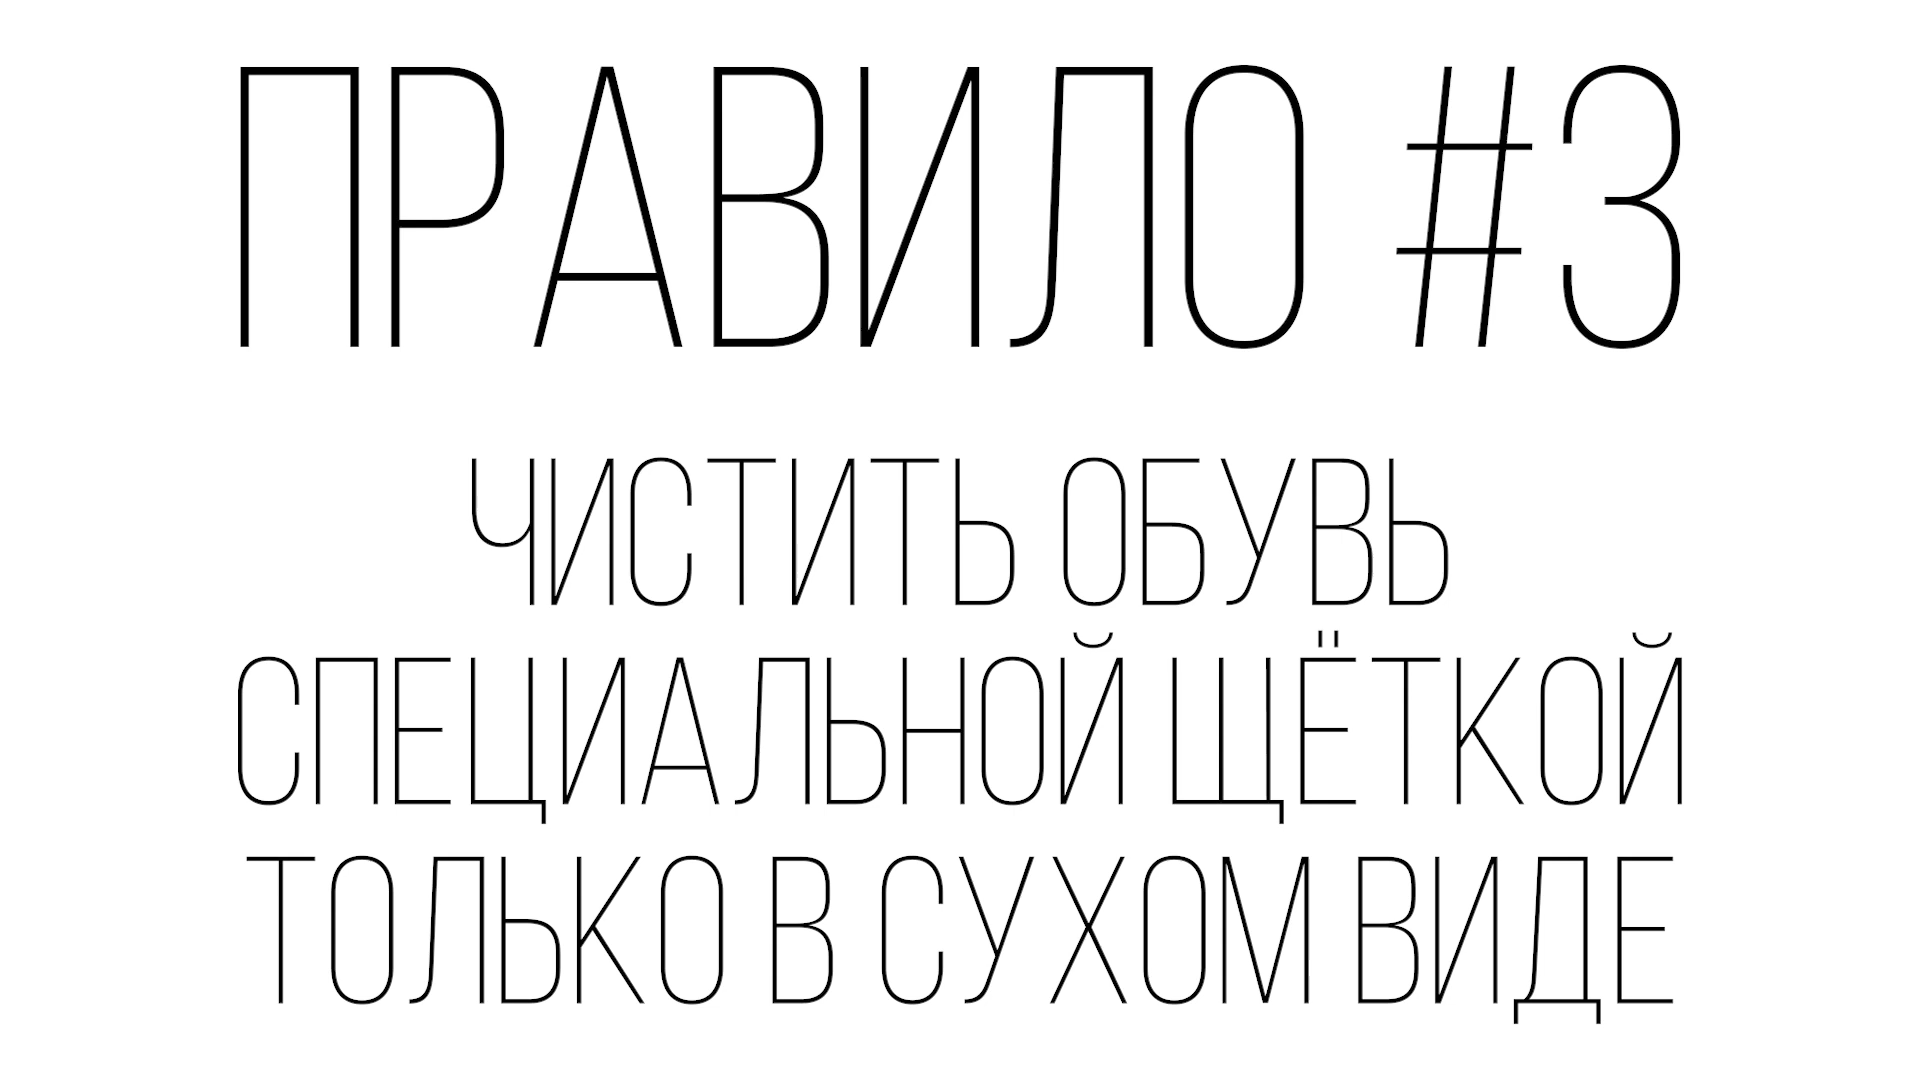 ПРАВИЛО #3
ЧИСТИТЬ ОБУВЬ
СПЕЦИАЛЬНОЙ ЩЁТКОЙ
ТОЛЬКО В СУХОМ ВИДЕ